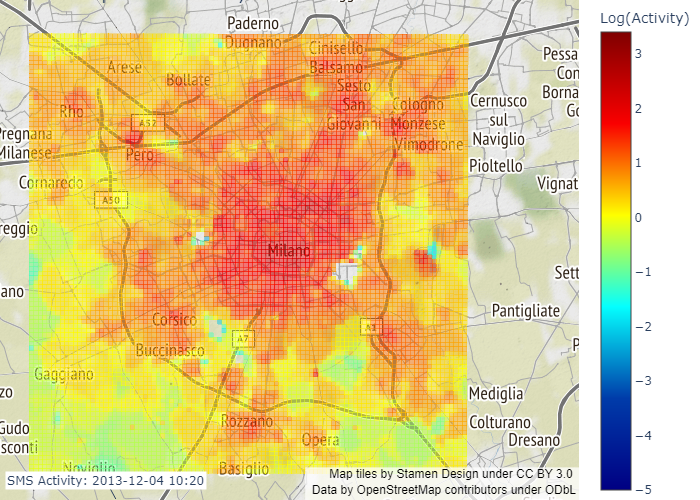 Log(Activity)
Paderno
Dugnano
Cinisello
Balsamo
Arese
Bollate
Sesto
San
Giovanni
Cologno
Monzese
Vimodrone
Pessa
Con
Borna
Go
Cernusco
sul
Naviglio
Rho
A52
Pregnana
Milanese
Pero
Pioltello
Cornaredo
Vignat
A50
reggio
Milano
Sett
ano
Pantigliate
Corsico
A1
A7
Buccinasco
P
Gaggiano
zo
Mediglia
Rozzano
Colturano
Gudo
sconti
Opera
Dresano
Noviglio
Basiglio
SMS Activity: 2013-12-04 10:20
Map tiles by Stamen Design under CC BY 3.0
Data by OpenStreetMap contributors under ODbL
3
2
1
0
−1
−2
−3
−4
−5